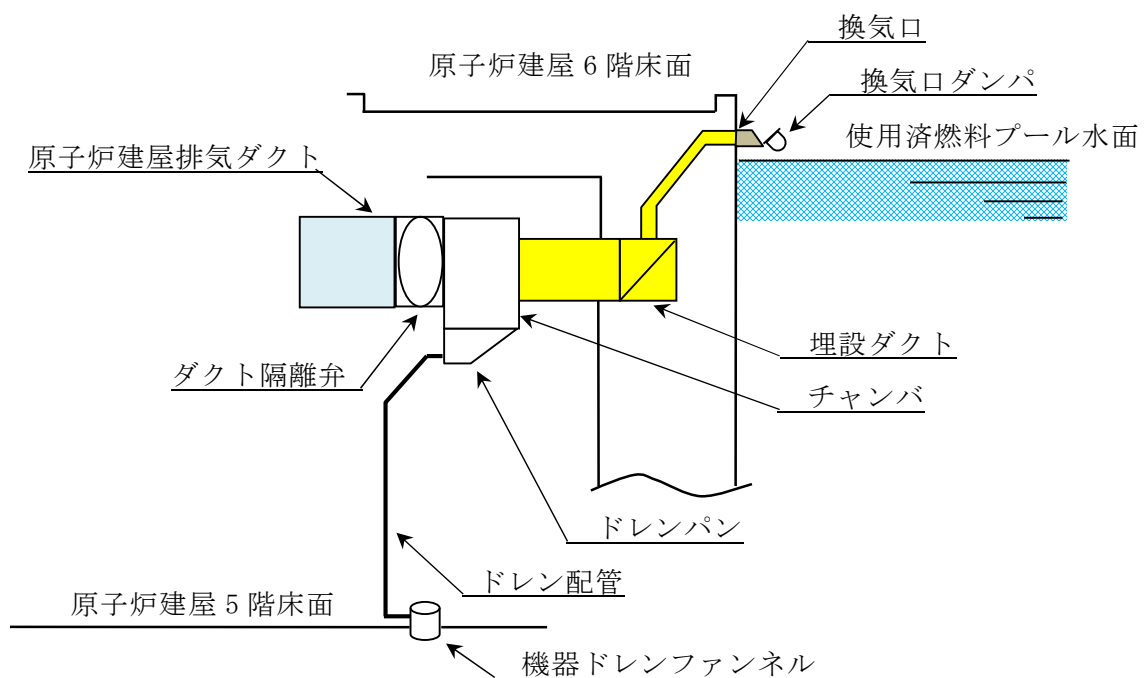 換気口
原子炉建屋6階床面
換気口ダンパ
使用済燃料プール水面
原子炉建屋排気ダクト
埋設ダクト
ダクト隔離弁
チャンバ
ドレンパン
ドレン配管
原子炉建屋5階床面
機器ドレンファンネル